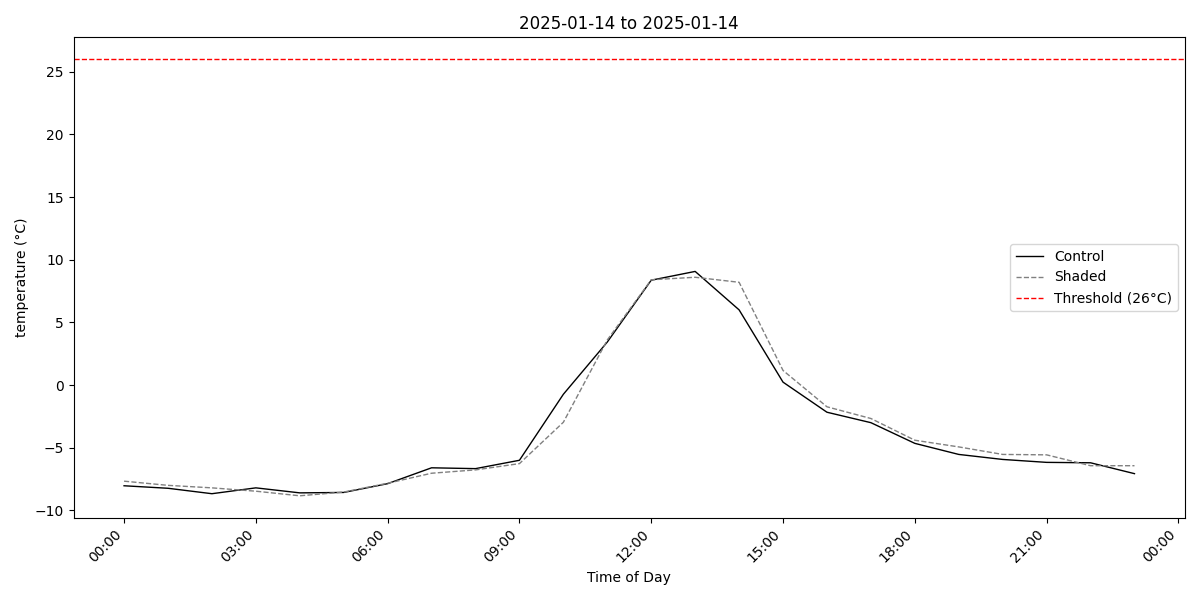 2025-01-14 to 2025-01-14
temperature (°C)
25
20
15
10
5
0
−5
−10
Control
Shaded
Threshold (26°C)
00:00
03:00
06:00
09:00
12:00
15:00
18:00
21:00
00:00
Time of Day